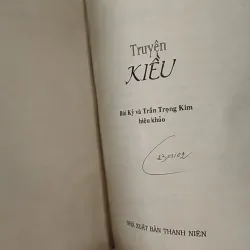 Truyện
KIỀU
Bùi Kỷ và Trần Trọng Kim
hiệu khảo
NHÀ XUẤT BẢN THANH NIÊN